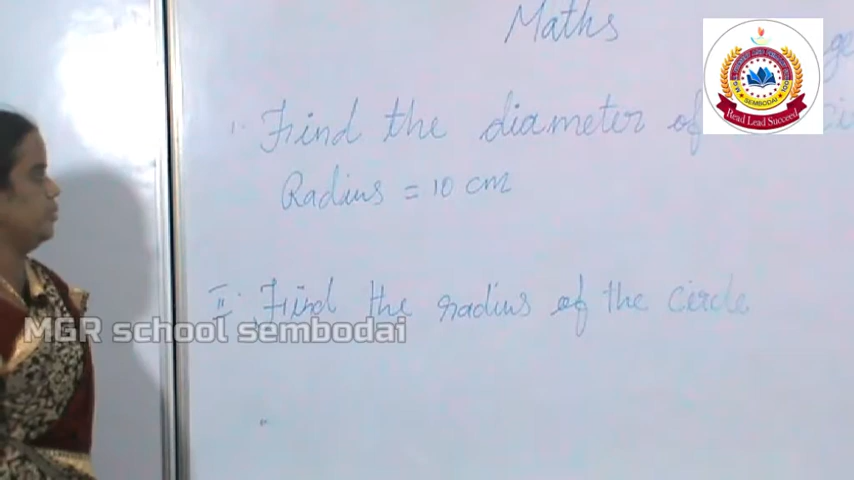 Maths
i. Find the diameter of
Radius = 10 cm
II. Find the radius of the circle
MGR school sembodai
SEMBODAI
Read Lead Succeed